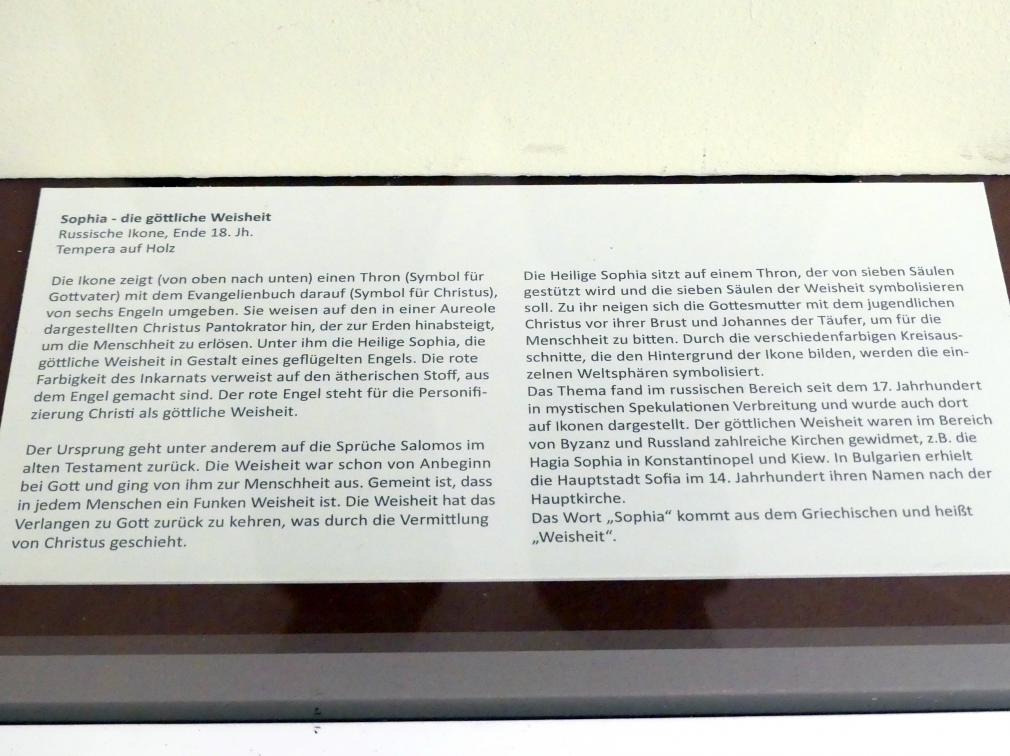 Sophia - die göttliche Weisheit
Russische Ikone, Ende 18. Jh.
Tempera auf Holz
Die Ikone zeigt (von oben nach unten) einen Thron (Symbol für
Gottvater) mit dem Evangelienbuch darauf (Symbol für Christus),
von sechs Engeln umgeben. Sie weisen auf den in einer Aureole
dargestellten Christus Pantokrator hin, der zur Erden hinabsteigt,
um die Menschheit zu erlösen. Unter ihm die Heilige Sophia, die
göttliche Weisheit in Gestalt eines geflügelten Engels. Die rote
Farbigkeit des Inkarnats verweist auf den ätherischen Stoff, aus
dem Engel gemacht sind. Der rote Engel steht für die Personifi-
zierung Christi als göttliche Weisheit.
Der Ursprung geht unter anderem auf die Sprüche Salomos im
alten Testament zurück. Die Weisheit war schon von Anbeginn
bei Gott und ging von ihm zur Menschheit aus. Gemeint ist, dass
in jedem Menschen ein Funken Weisheit ist. Die Weisheit hat das
Verlangen zu Gott zurück zu kehren, was durch die Vermittlung
von Christus geschieht.
Die Heilige Sophia sitzt auf einem Thron, der von sieben Säulen
gestützt wird und die sieben Säulen der Weisheit symbolisieren
soll. Zu ihr neigen sich die Gottesmutter mit dem jugendlichen
Christus vor ihrer Brust und Johannes der Täufer, um für die
Menschheit zu bitten. Durch die verschiedenfarbigen Kreisaus-
schnitte, die den Hintergrund der Ikone bilden, werden die ein-
zelnen Weltsphären symbolisiert.
Das Thema fand im russischen Bereich seit dem 17. Jahrhundert
in mystischen Spekulationen Verbreitung und wurde auch dort
auf Ikonen dargestellt. Der göttlichen Weisheit waren im Bereich
von Byzanz und Russland zahlreiche Kirchen gewidmet, z.B. die
Hagia Sophia in Konstantinopel und Kiew. In Bulgarien erhielt
die Hauptstadt Sofia im 14. Jahrhundert ihren Namen nach der
Hauptkirche.
Das Wort „Sophia“ kommt aus dem Griechischen und heißt
„Weisheit“.